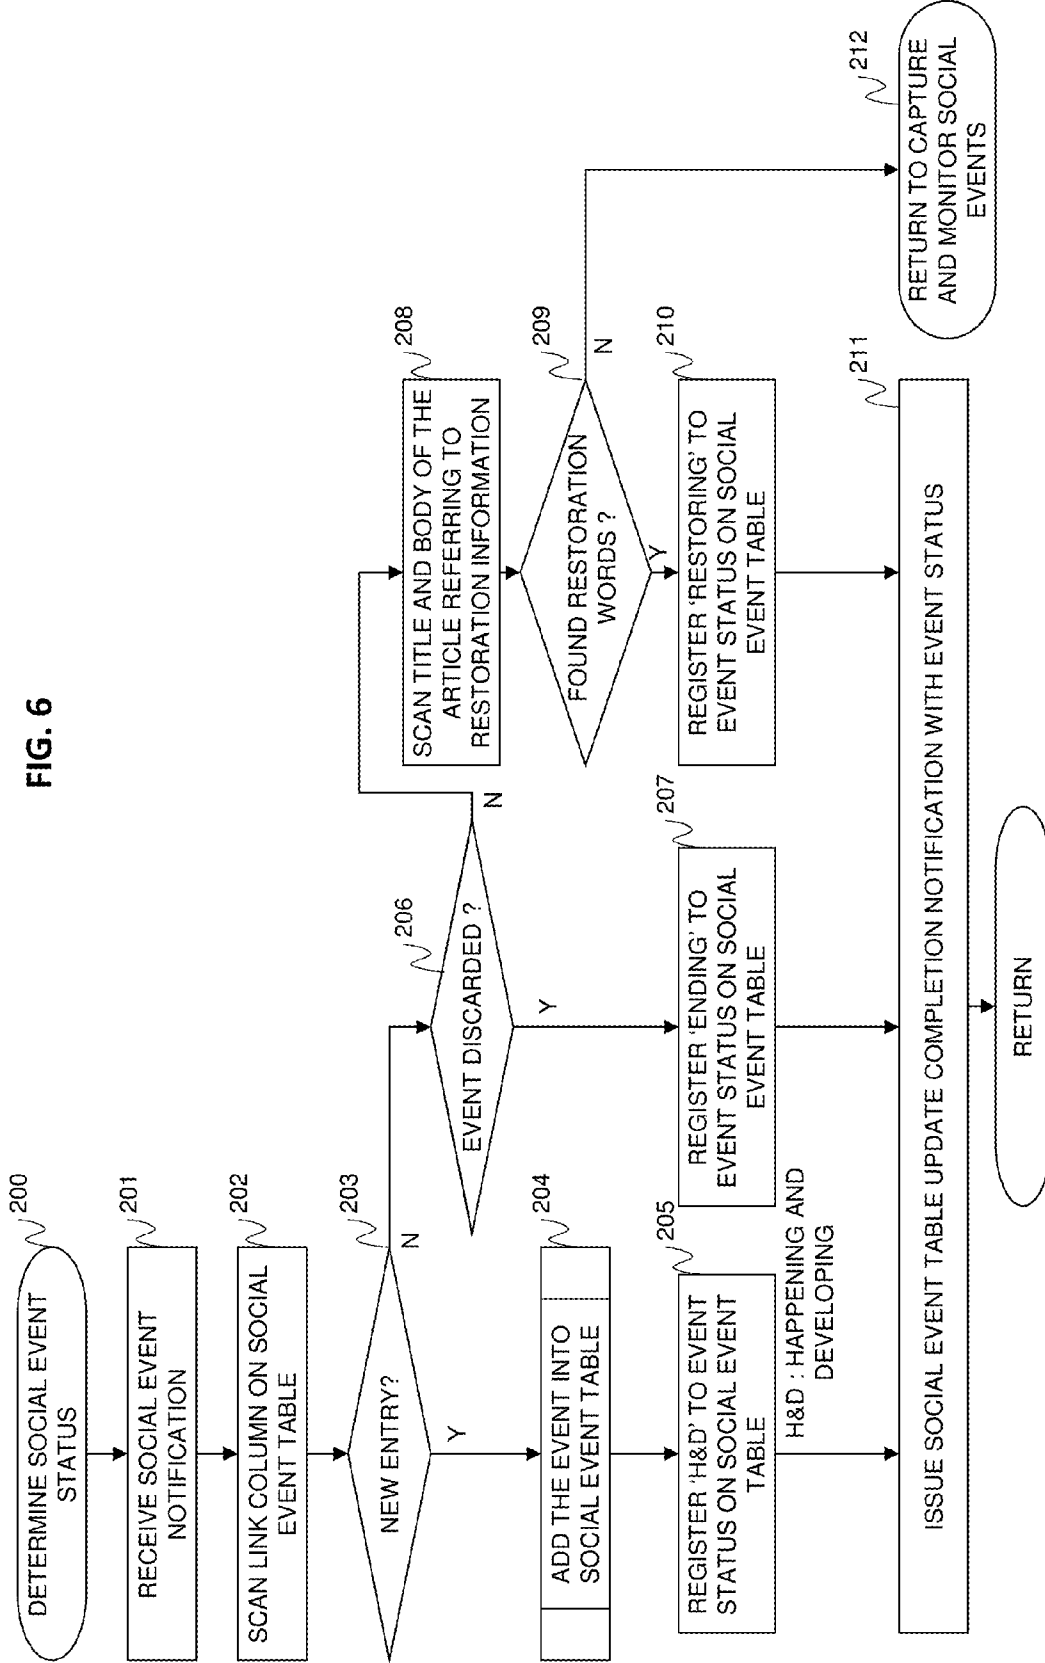 FIG. 6
200
DETERMINE SOCIAL EVENT
STATUS
201
RECEIVE SOCIAL EVENT
NOTIFICATION
202
SCAN LINK COLUMN ON SOCIAL
EVENT TABLE
203
NEW ENTRY?
N
Y
204
ADD THE EVENT INTO
SOCIAL EVENT TABLE
205
REGISTER 'H&D' TO EVENT
STATUS ON SOCIAL EVENT
TABLE
H&D : HAPPENING AND
DEVELOPING
206
EVENT DISCARDED ?
N
Y
207
REGISTER 'ENDING' TO
EVENT STATUS ON SOCIAL
EVENT TABLE
208
SCAN TITLE AND BODY OF THE
ARTICLE REFERRING TO
RESTORATION INFORMATION
209
FOUND RESTORATION
WORDS ?
N
Y
210
REGISTER 'RESTORING' TO
EVENT STATUS ON SOCIAL
EVENT TABLE
211
ISSUE SOCIAL EVENT TABLE UPDATE COMPLETION NOTIFICATION WITH EVENT STATUS
212
RETURN TO CAPTURE
AND MONITOR SOCIAL
EVENTS
RETURN